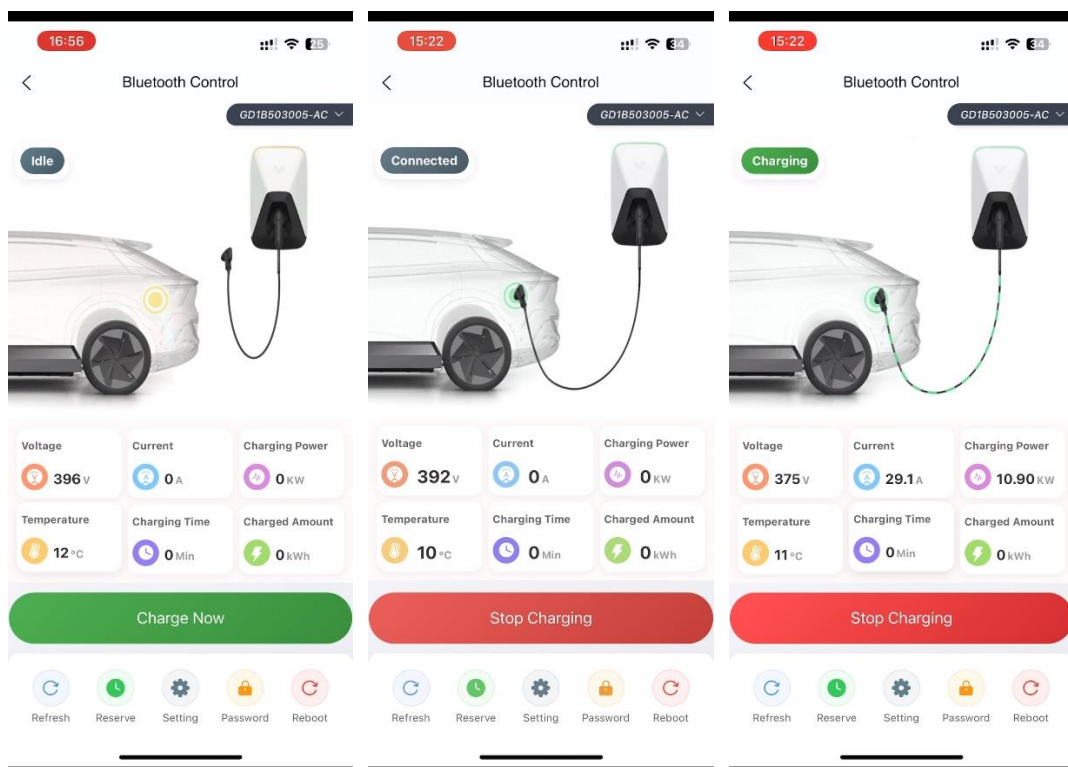 16:56
25
Bluetooth Control
GD1B503005-AC
Idle
Voltage
396 V
Current
0 A
Charging Power
0 KW
Temperature
12 °C
Charging Time
0 Min
Charged Amount
0 kWh
Charge Now
Refresh
Reserve
Setting
Password
Reboot
15:22
34
Bluetooth Control
GD1B503005-AC
Connected
Voltage
392 V
Current
0 A
Charging Power
0 KW
Temperature
10 °C
Charging Time
0 Min
Charged Amount
0 kWh
Stop Charging
Refresh
Reserve
Setting
Password
Reboot
15:22
34
Bluetooth Control
GD1B503005-AC
Charging
Voltage
375 V
Current
29.1 A
Charging Power
10.90 KW
Temperature
11 °C
Charging Time
0 Min
Charged Amount
0 kWh
Stop Charging
Refresh
Reserve
Setting
Password
Reboot